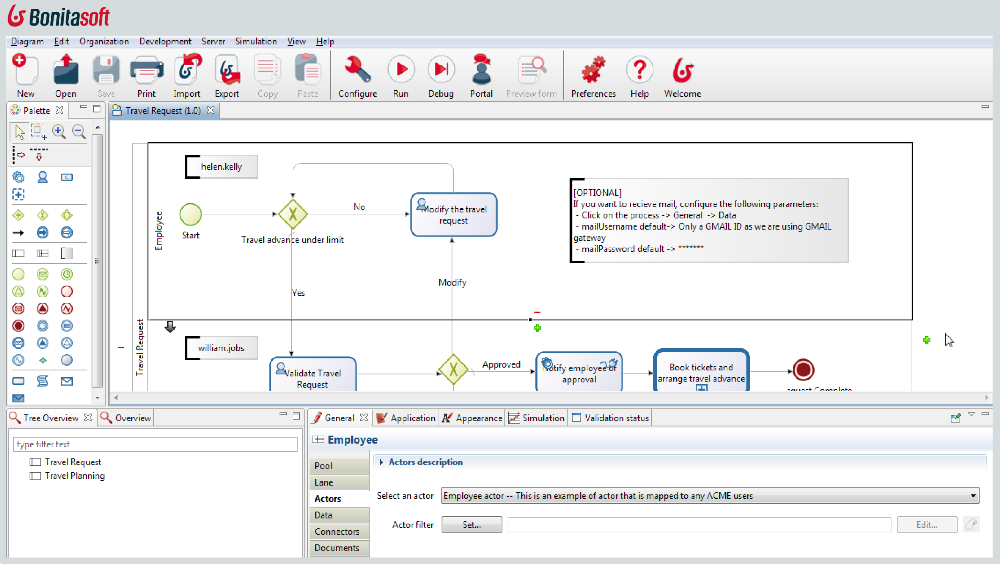 Bonitasoft
Diagram Edit Organization Development Server Simulation View Help
New Open Save Print Import Export Copy Paste Configure Run Debug Portal Preview form Preferences Help Welcome
Palette
Travel Request (1.0)
helen.kelly
Employee
Start
Travel advance under limit
No
Modify the travel
request
[OPTIONAL]
If you want to recieve mail, configure the following parameters:
- Click on the process -> General -> Data
- mailUsername default-> Only a GMAIL ID as we are using GMAIL
gateway
- mailPassword default -> *******
Modify
Yes
Travel Request
william.jobs
Validate Travel
Request
Approved
Notify employee of
approval
Book tickets and
arrange travel advance
equest Complete
Tree Overview Overview
type filter text
Travel Request
Travel Planning
General Application Appearance Simulation Validation status
Employee
Pool
Lane
Actors
Data
Connectors
Documents
Actors description
Select an actor Employee actor -- This is an example of actor that is mapped to any ACME users
Actor filter Set... Edit...